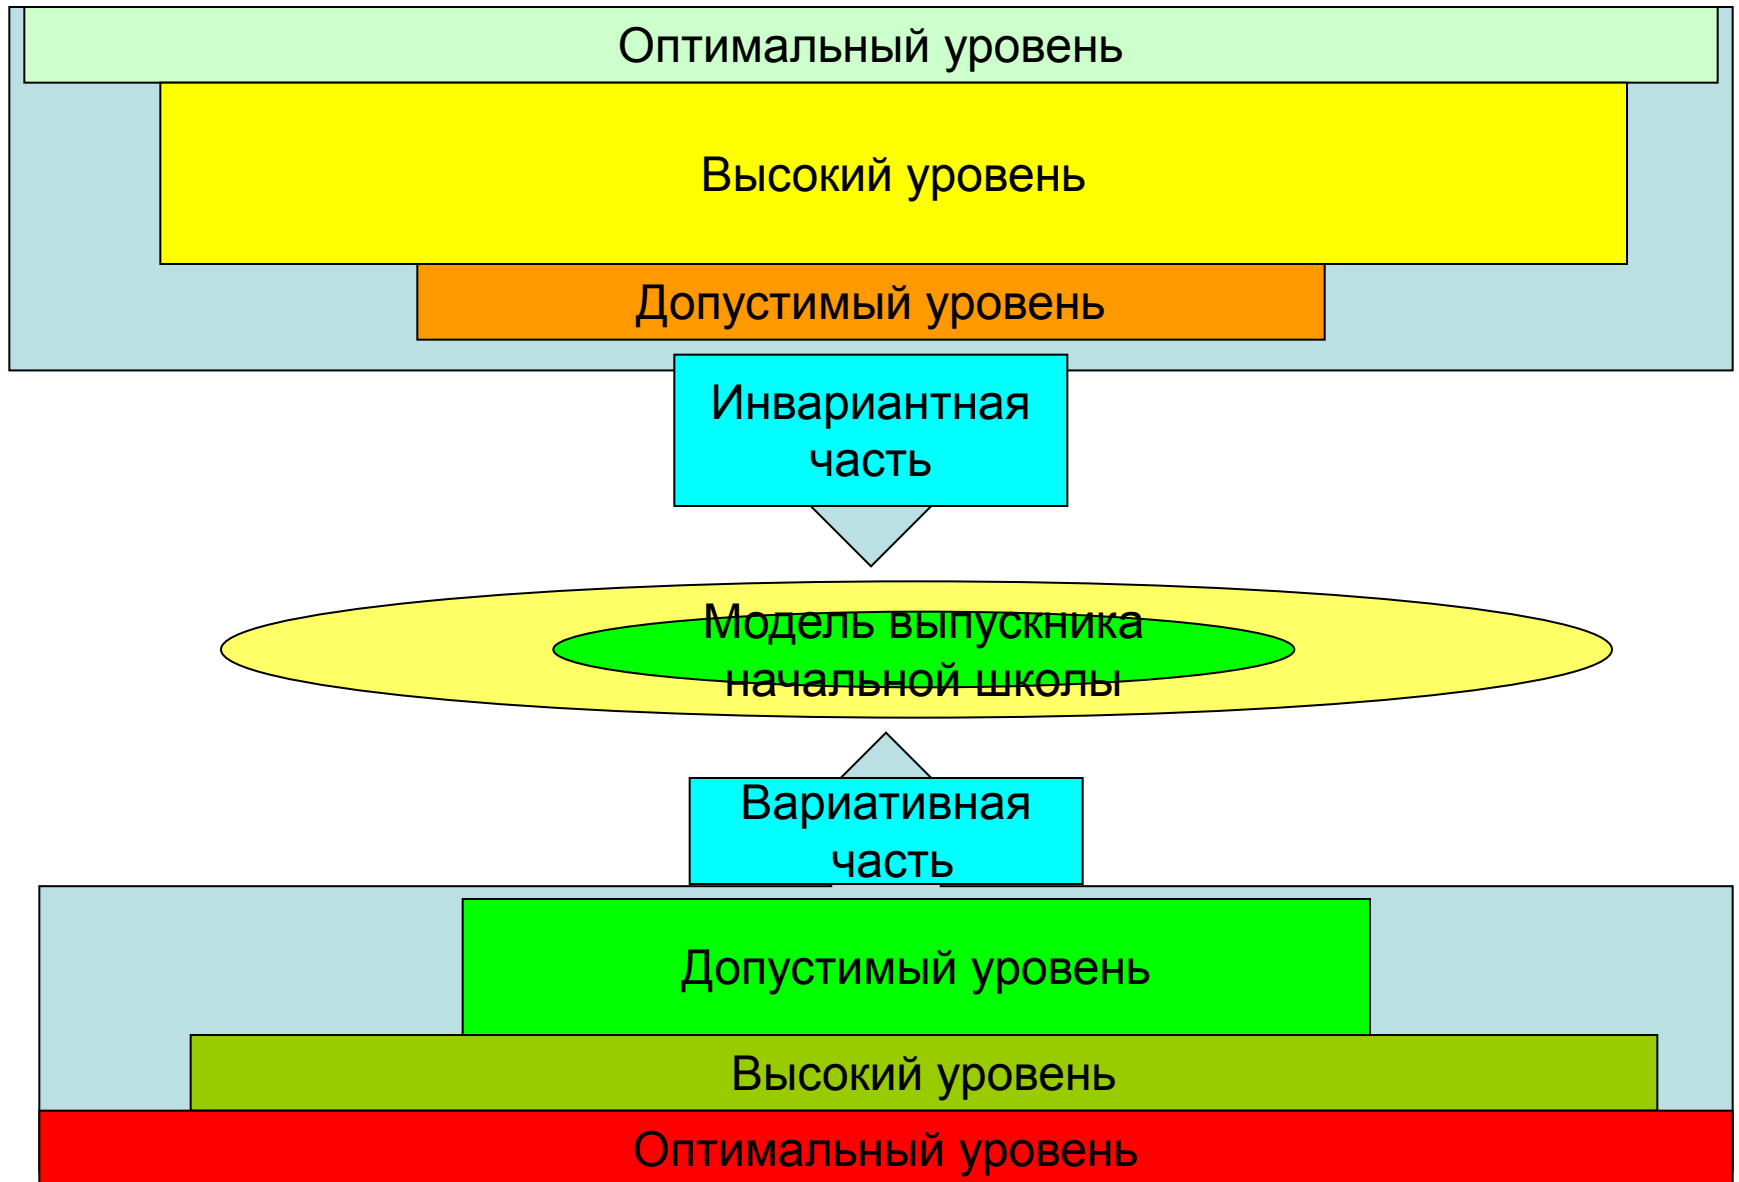 Оптимальный уровень
Высокий уровень
Допустимый уровень
Инвариантная
часть
Модель выпускника
начальной школы
Вариативная
часть
Допустимый уровень
Высокий уровень
Оптимальный уровень